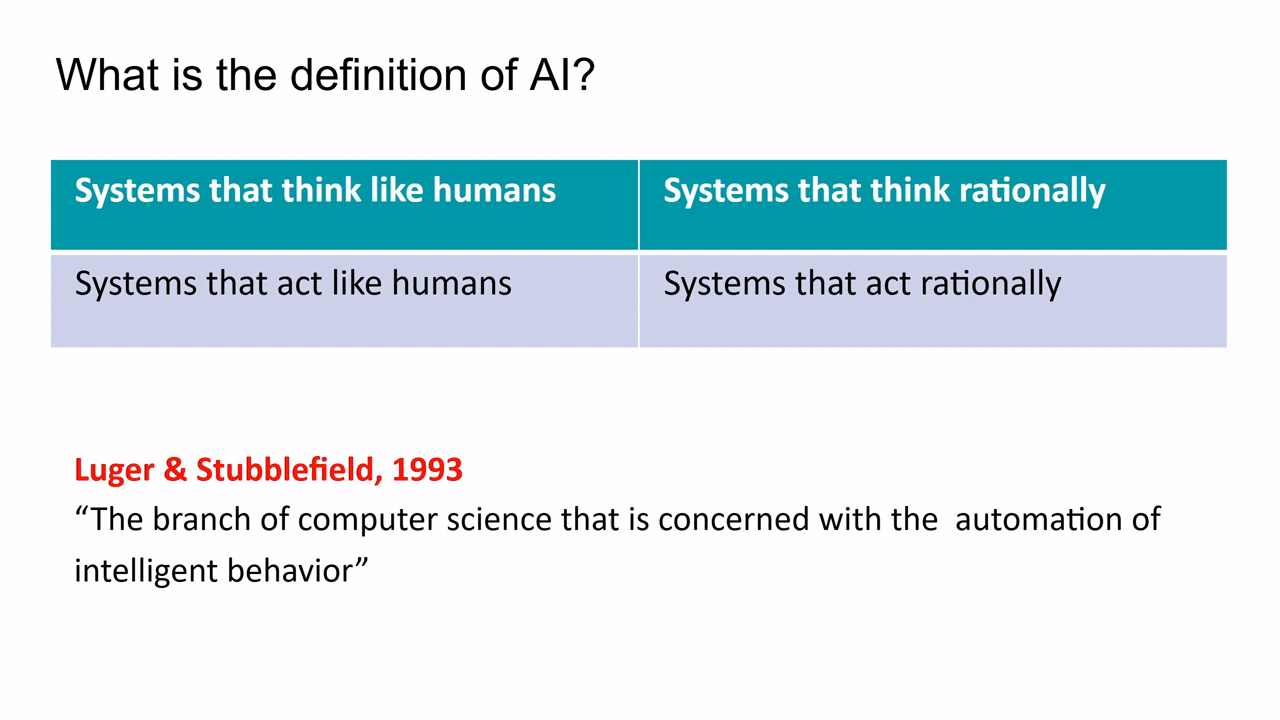 What is the definition of AI?
Systems that think like humans
Systems that think rationally
Systems that act like humans
Systems that act rationally
Luger & Stubblefield, 1993
“The branch of computer science that is concerned with the  automation of
intelligent behavior”